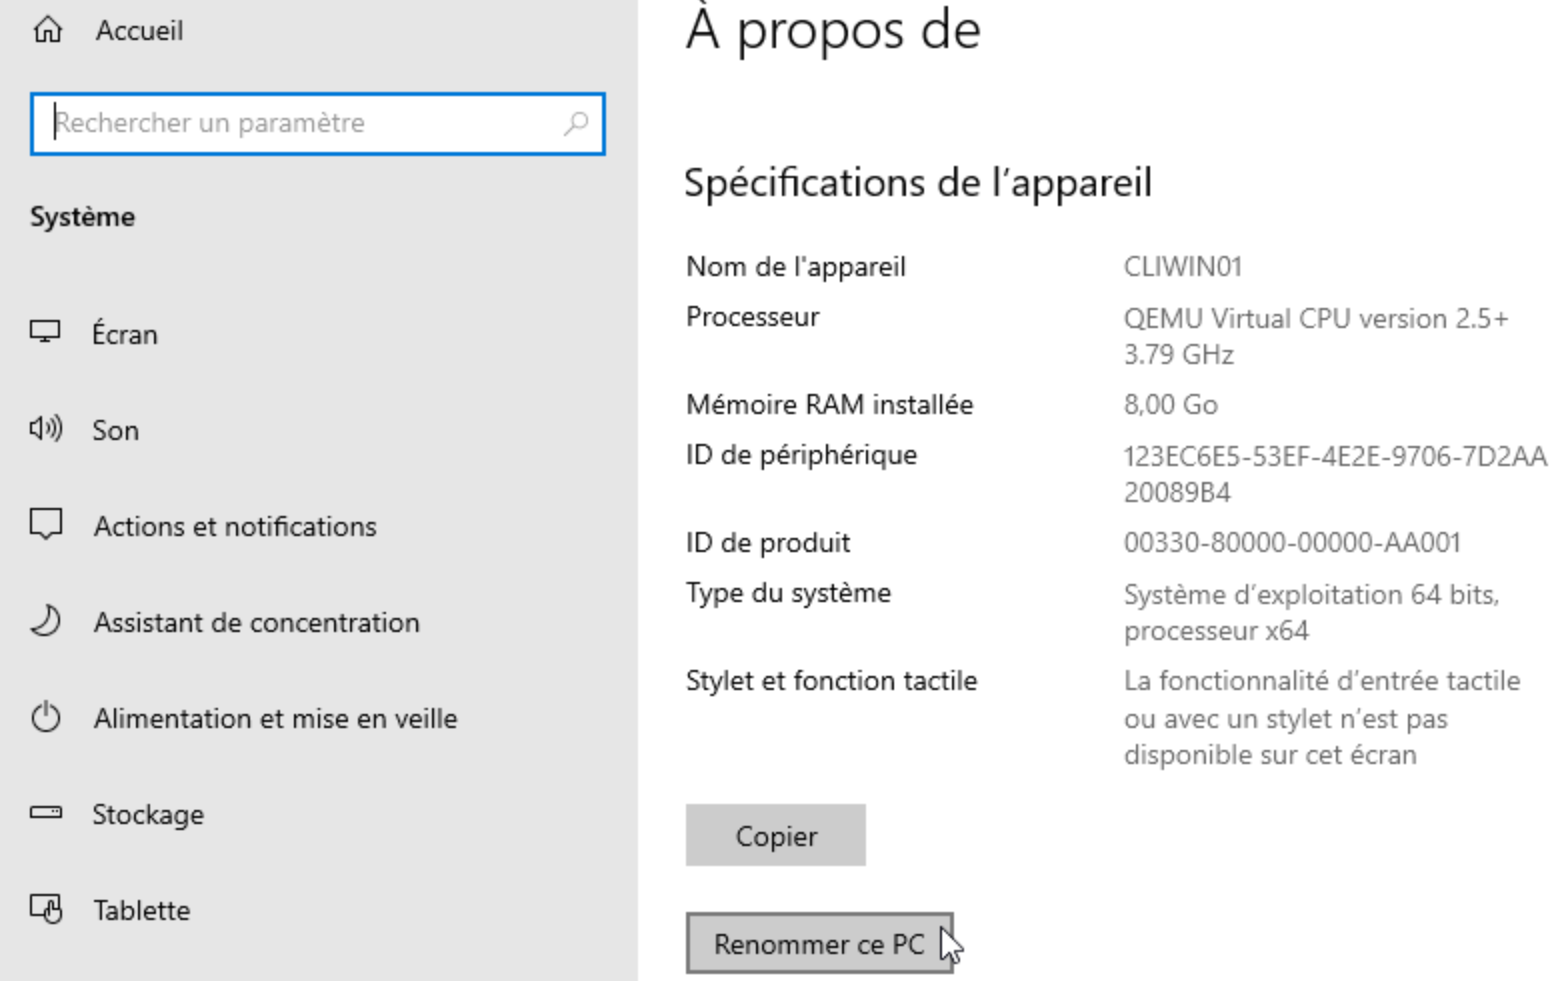 Accueil
Rechercher un paramètre
Système
Écran
Son
Actions et notifications
Assistant de concentration
Alimentation et mise en veille
Stockage
Tablette
À propos de
Spécifications de l’appareil
Nom de l'appareil CLIWIN01
Processeur QEMU Virtual CPU version 2.5+
3.79 GHz
Mémoire RAM installée 8,00 Go
ID de périphérique 123EC6E5-53EF-4E2E-9706-7D2AA
20089B4
ID de produit 00330-80000-00000-AA001
Type du système Système d’exploitation 64 bits,
processeur x64
Stylet et fonction tactile La fonctionnalité d’entrée tactile
ou avec un stylet n’est pas
disponible sur cet écran
Copier
Renommer ce PC